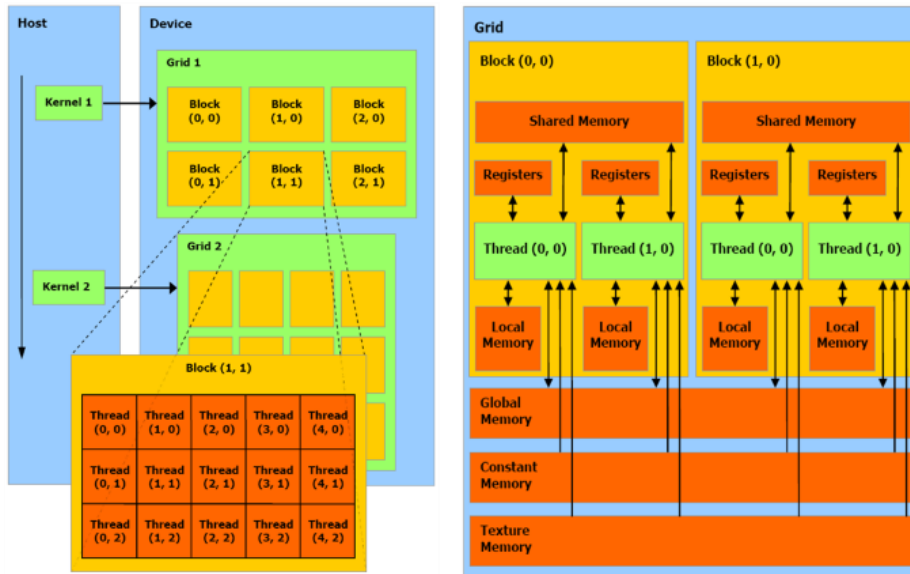 Host
Device
Grid 1
Kernel 1
Block
(0, 0)
Block
(1, 0)
Block
(2, 0)
Block
(0, 1)
Block
(1, 1)
Block
(2, 1)
Grid 2
Kernel 2
Block (1, 1)
Thread
(0, 0)
Thread
(1, 0)
Thread
(2, 0)
Thread
(3, 0)
Thread
(4, 0)
Thread
(0, 1)
Thread
(1, 1)
Thread
(2, 1)
Thread
(3, 1)
Thread
(4, 1)
Thread
(0, 2)
Thread
(1, 2)
Thread
(2, 2)
Thread
(3, 2)
Thread
(4, 2)
Grid
Block (0, 0)
Shared Memory
Registers
Registers
Thread (0, 0)
Thread (1, 0)
Local
Memory
Local
Memory
Block (1, 0)
Shared Memory
Registers
Registers
Thread (0, 0)
Thread (1, 0)
Local
Memory
Local
Memory
Global
Memory
Constant
Memory
Texture
Memory